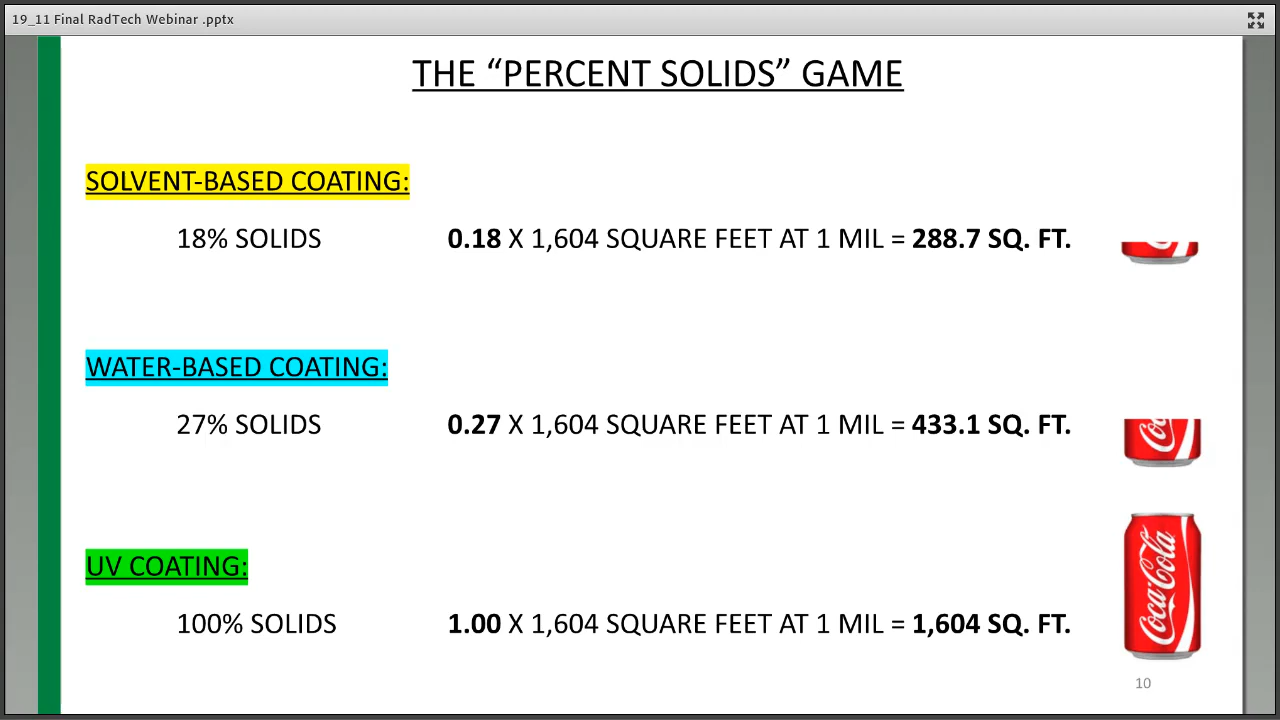 19_11 Final RadTech Webinar .pptx
THE “PERCENT SOLIDS” GAME
SOLVENT-BASED COATING:
18% SOLIDS 0.18 X 1,604 SQUARE FEET AT 1 MIL = 288.7 SQ. FT.
WATER-BASED COATING:
27% SOLIDS 0.27 X 1,604 SQUARE FEET AT 1 MIL = 433.1 SQ. FT.
UV COATING:
100% SOLIDS 1.00 X 1,604 SQUARE FEET AT 1 MIL = 1,604 SQ. FT.
Coca-Cola
10